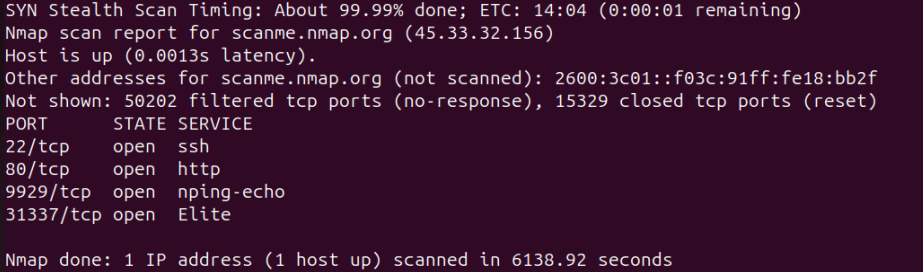 SYN Stealth Scan Timing: About 99.99% done; ETC: 14:04 (0:00:01 remaining)
Nmap scan report for scanme.nmap.org (45.33.32.156)
Host is up (0.0013s latency).
Other addresses for scanme.nmap.org (not scanned): 2600:3c01::f03c:91ff:fe18:bb2f
Not shown: 50202 filtered tcp ports (no-response), 15329 closed tcp ports (reset)
PORT      STATE SERVICE
22/tcp    open  ssh
80/tcp    open  http
9929/tcp  open  nping-echo
31337/tcp open  Elite
Nmap done: 1 IP address (1 host up) scanned in 6138.92 seconds